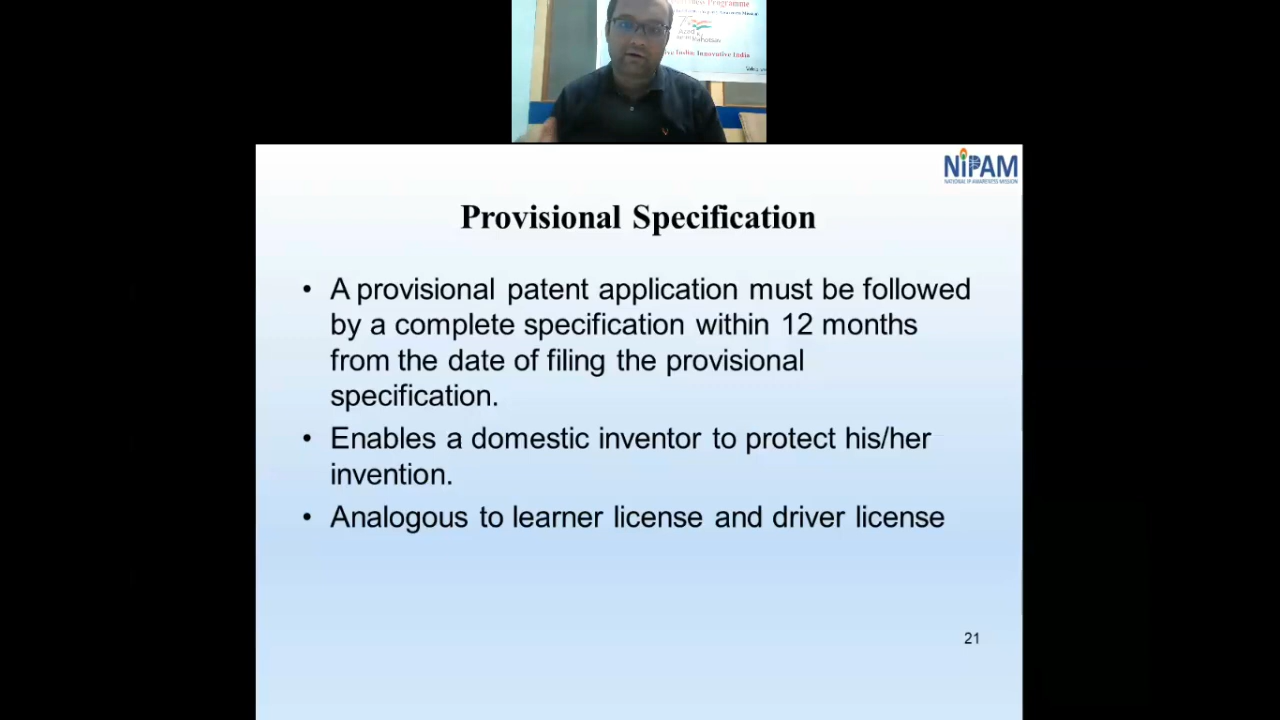 Programme
India: Innovative India
NiPAM
NATIONAL IP AWARENESS MISSION
Provisional Specification
• A provisional patent application must be followed
by a complete specification within 12 months
from the date of filing the provisional
specification.
• Enables a domestic inventor to protect his/her
invention.
• Analogous to learner license and driver license
21